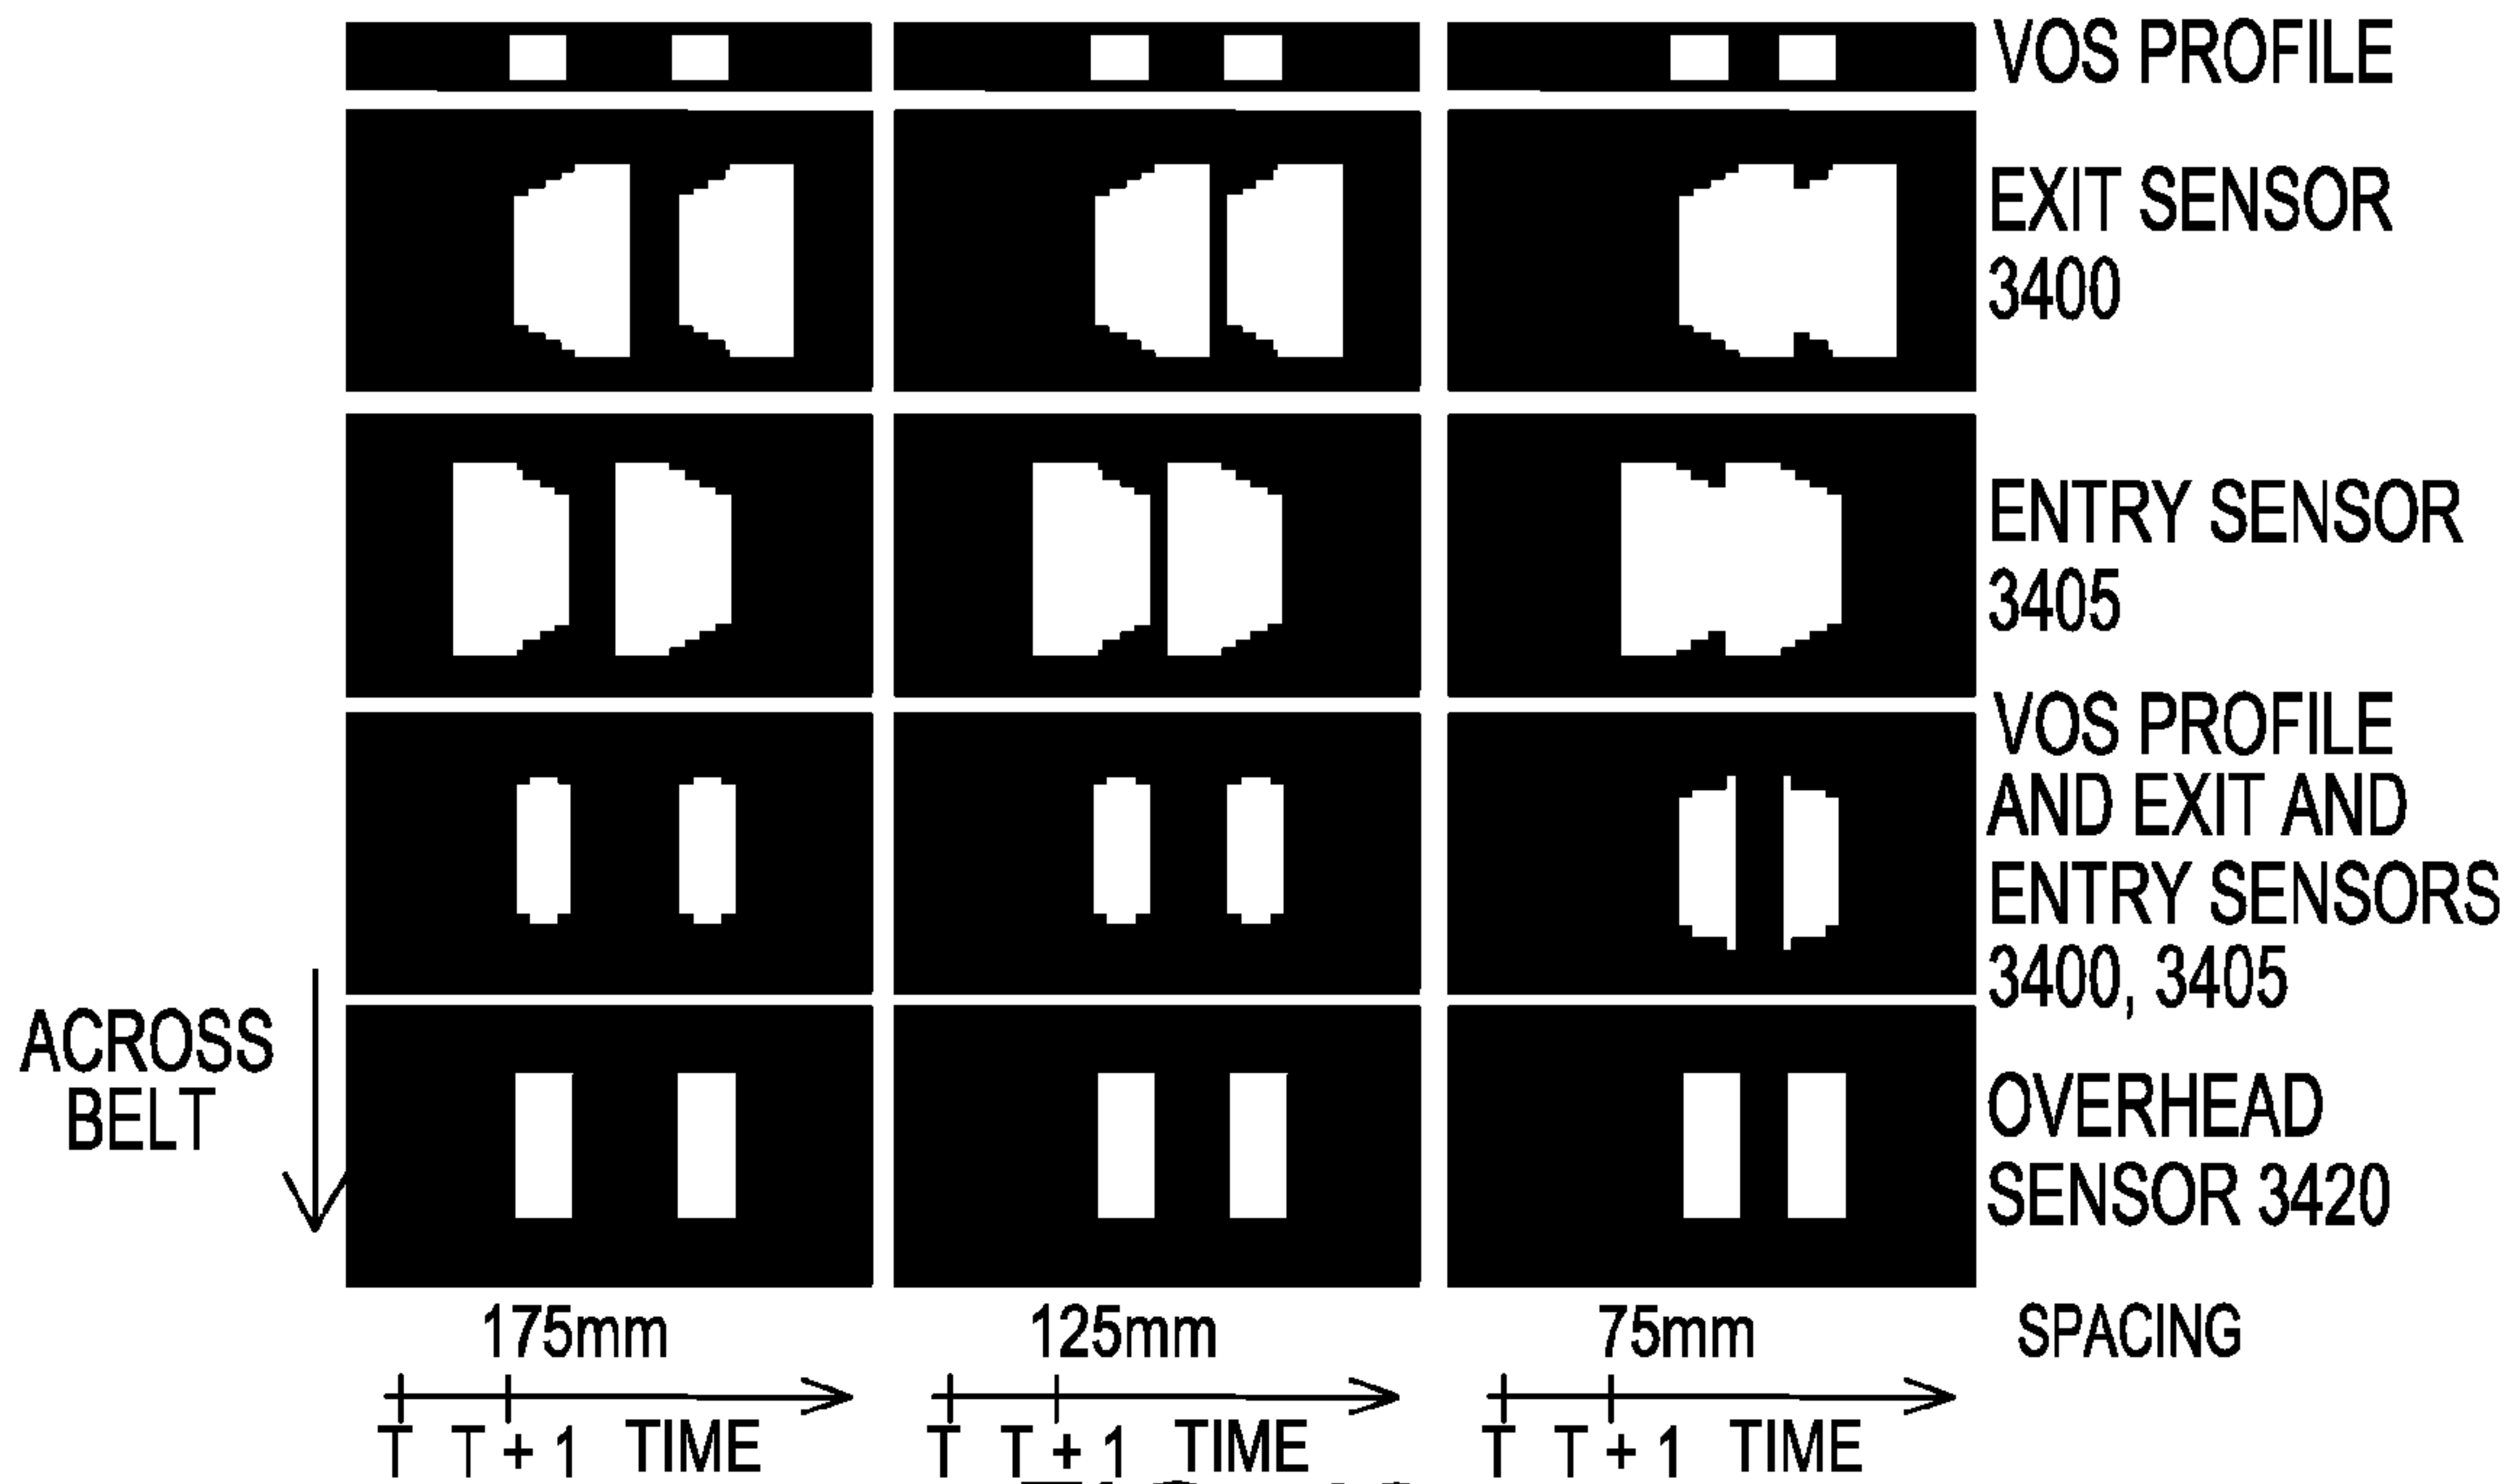 VOS PROFILE
EXIT SENSOR
3400
ENTRY SENSOR
3405
VOS PROFILE
AND EXIT AND
ENTRY SENSORS
3400, 3405
ACROSS
BELT
OVERHEAD
SENSOR 3420
175mm 125mm 75mm SPACING
T T + 1 TIME T T + 1 TIME T T + 1 TIME